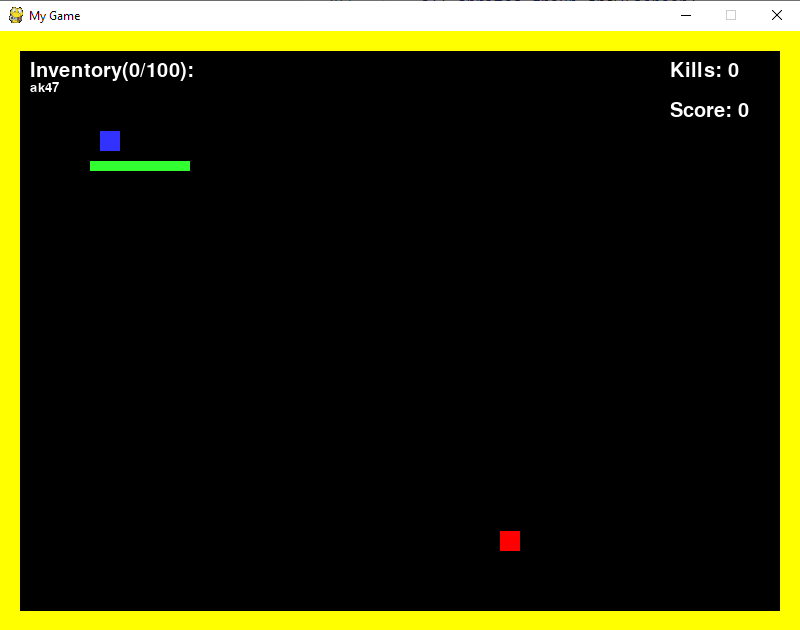 My Game
Inventory(0/100):
ak47
Kills: 0
Score: 0